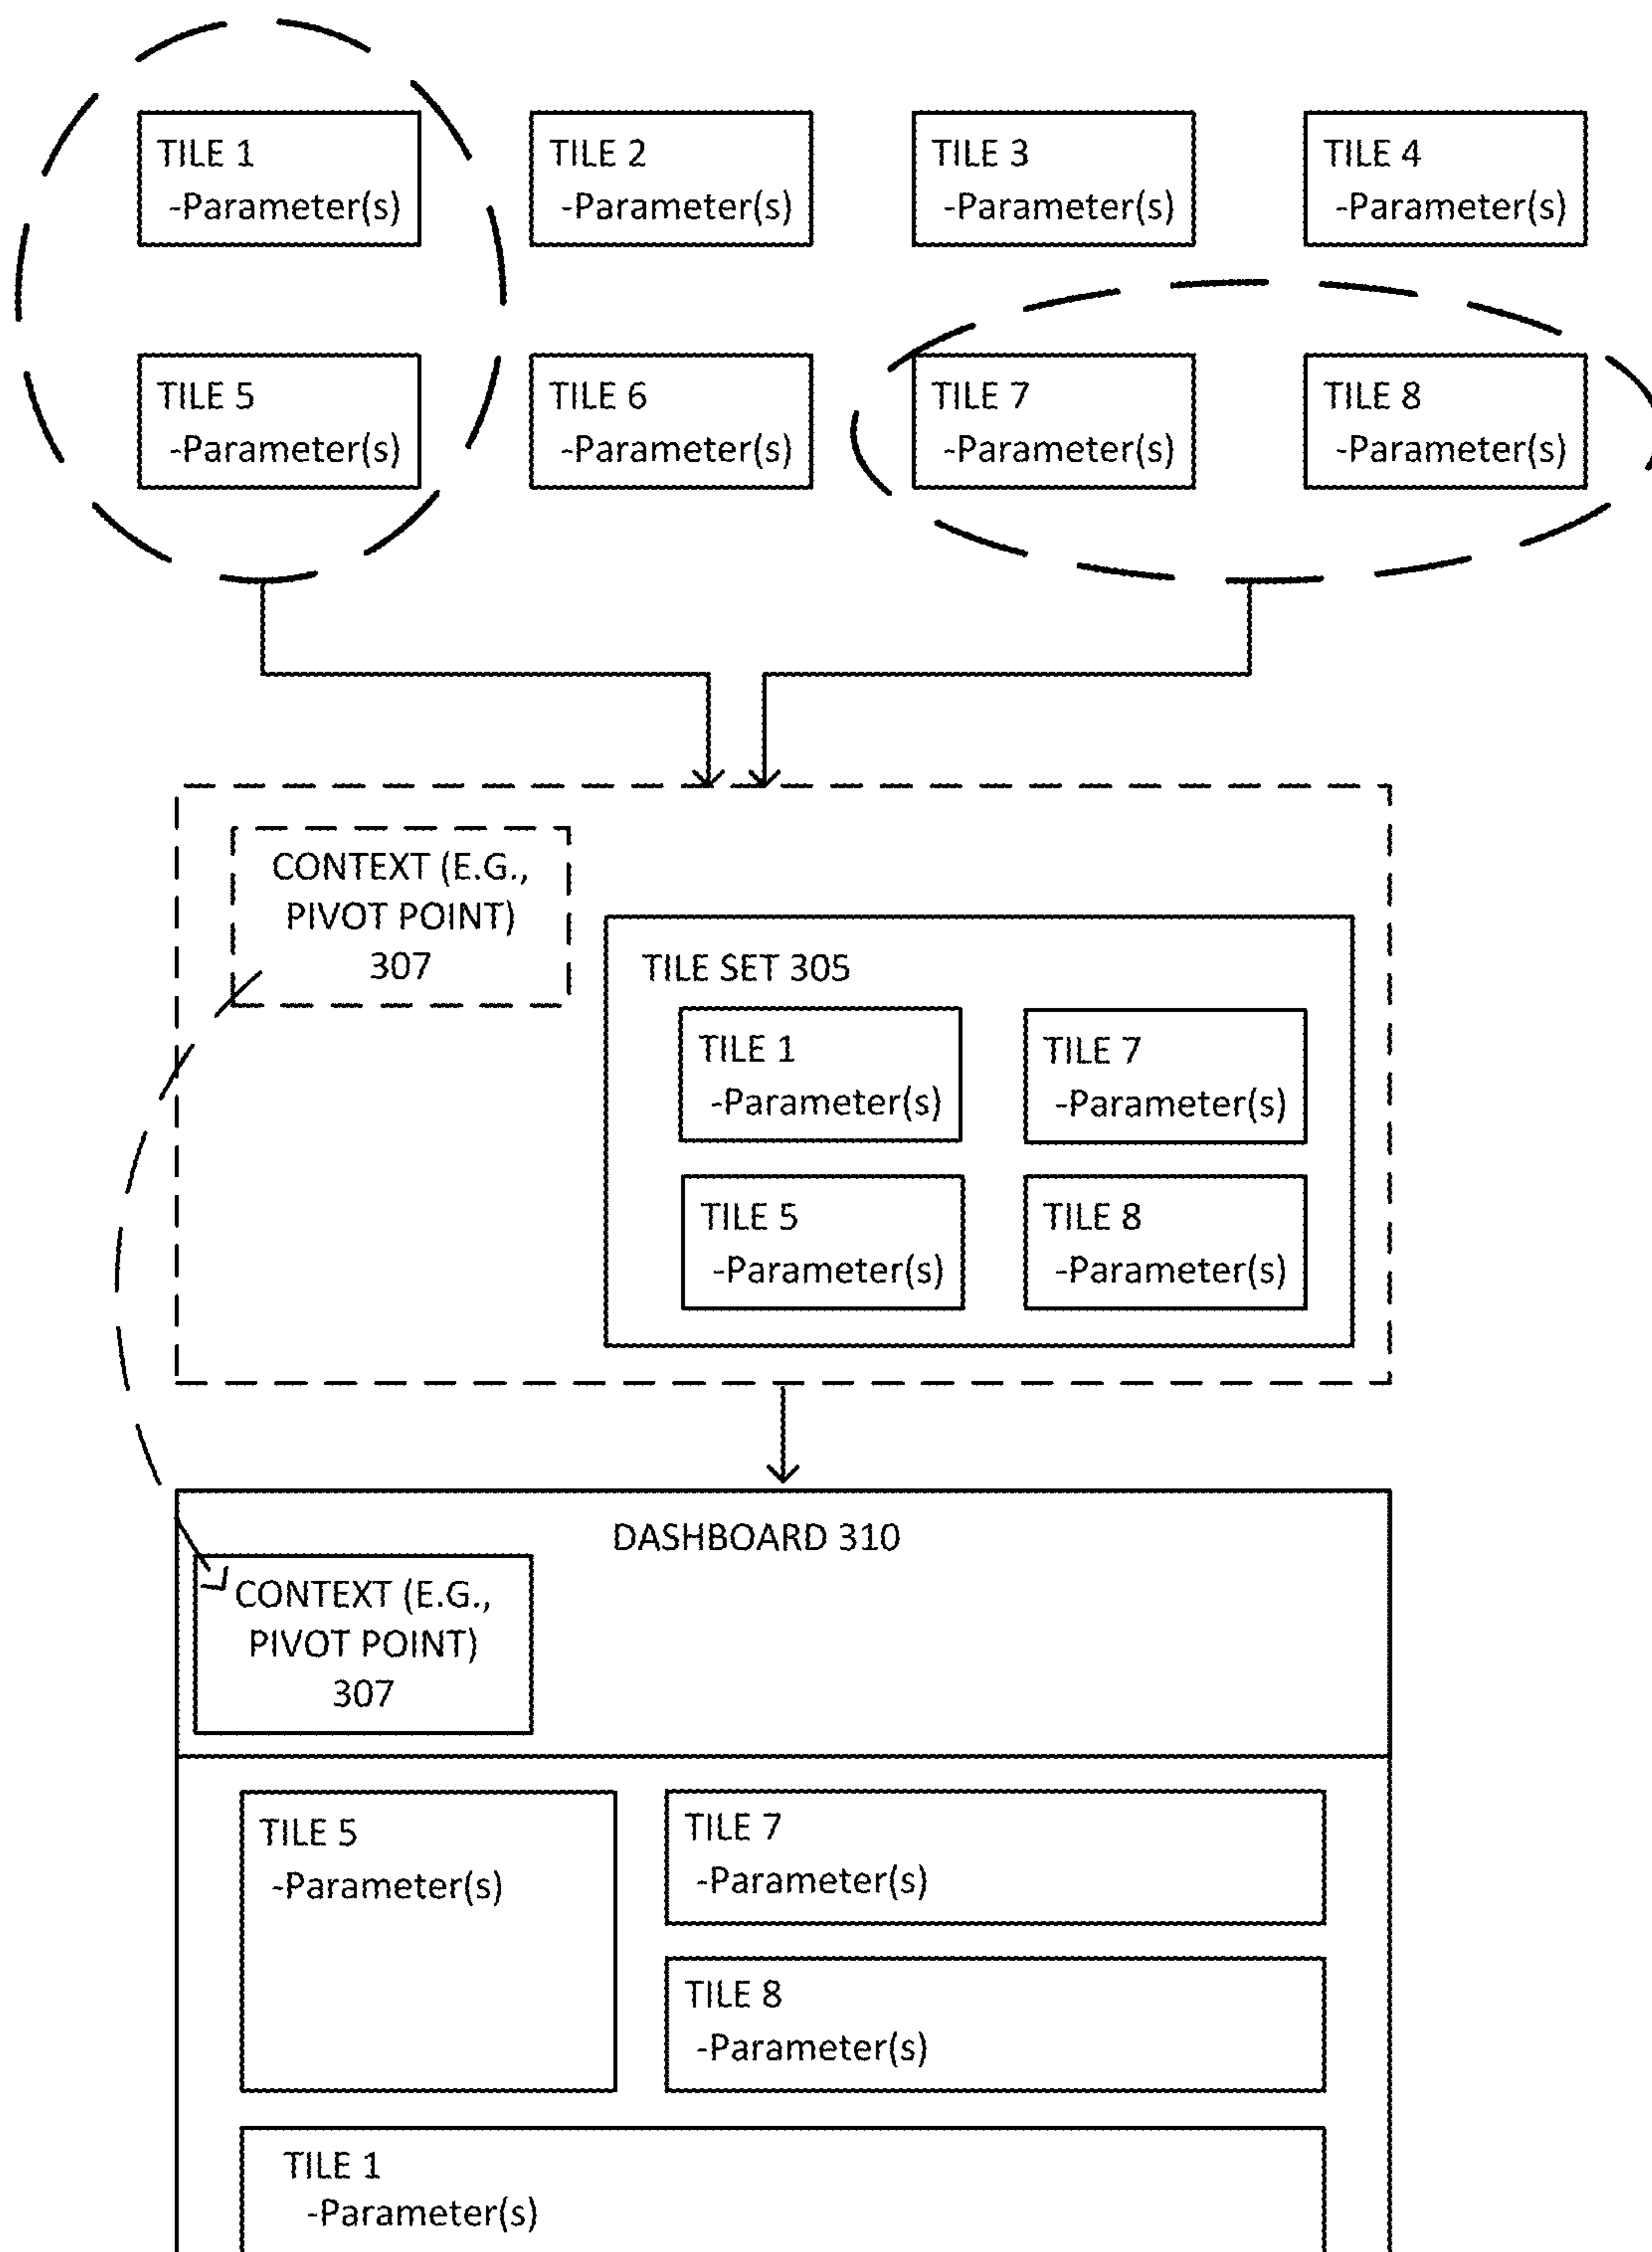 TILE 1
-Parameter(s)
TILE 2
-Parameter(s)
TILE 3
-Parameter(s)
TILE 4
-Parameter(s)
TILE 5
-Parameter(s)
TILE 6
-Parameter(s)
TILE 7
-Parameter(s)
TILE 8
-Parameter(s)
CONTEXT (E.G.,
PIVOT POINT)
307
TILE SET 305
TILE 1
-Parameter(s)
TILE 7
-Parameter(s)
TILE 5
-Parameter(s)
TILE 8
-Parameter(s)
DASHBOARD 310
CONTEXT (E.G.,
PIVOT POINT)
307
TILE 5
-Parameter(s)
TILE 7
-Parameter(s)
TILE 8
-Parameter(s)
TILE 1
-Parameter(s)